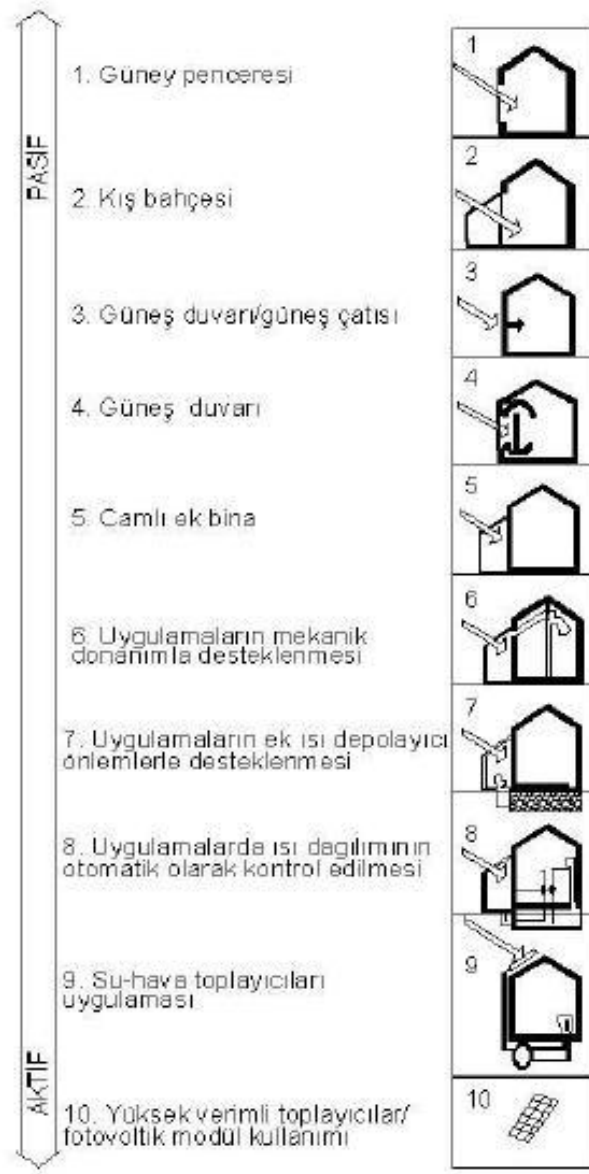 PASİF
1. Güney penceresi
1
2. Kış bahçesi
2
3. Güneş duvarı/güneş çatısı
3
4. Güneş duvarı
4
5. Camlı ek bina
5
6. Uygulamaların mekanik
donanımla desteklenmesi
6
7. Uygulamaların ek ısı depolayıcı
önlemlerle desteklenmesi
7
8. Uygulamalarda ısı dagılımının
otomatik olarak kontrol edilmesi
8
9. Su-hava toplayıcıları
uygulaması
9
AKTİF
10. Yüksek verimli toplayıcılar/
fotovoltik modül kullanımı
10